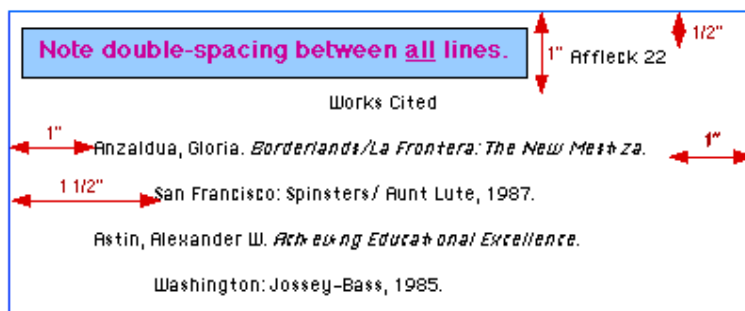 Note double-spacing between all lines.
1"
1/2"
Affleck 22
Works Cited
1"
Anzaldua, Gloria. Borderlands/La Frontera: The New Mestiza.
1"
1 1/2"
San Francisco: Spinsters/ Aunt Lute, 1987.
Astin, Alexander W. Achieving Educational Excellence.
Washington: Jossey-Bass, 1985.